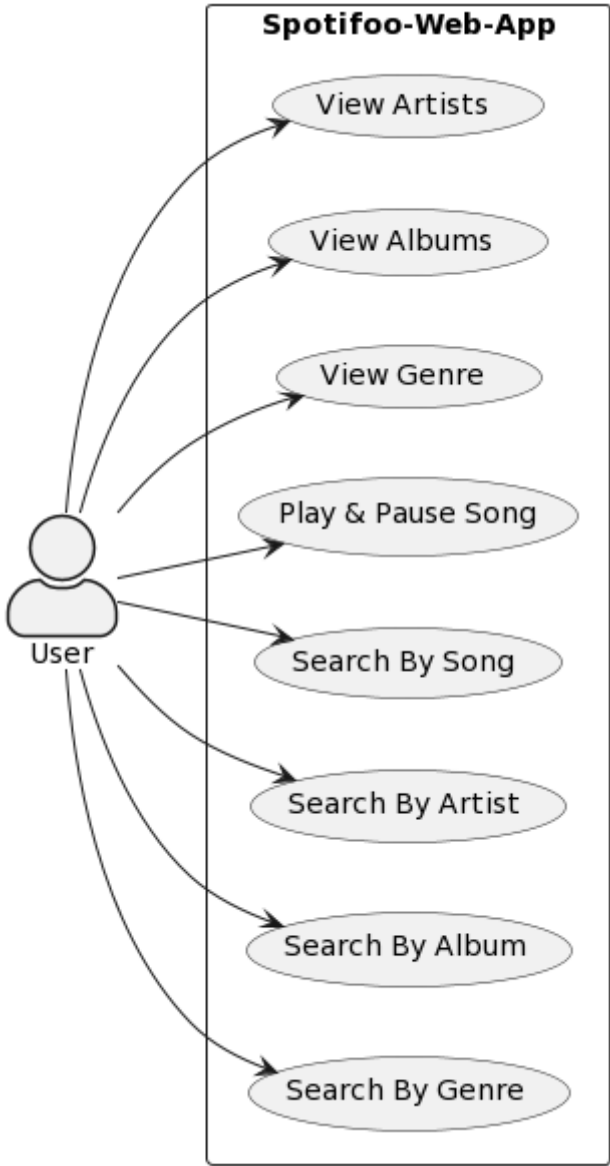 Spotifoo-Web-App
View Artists
View Albums
View Genre
Play & Pause Song
Search By Song
User
Search By Artist
Search By Album
Search By Genre